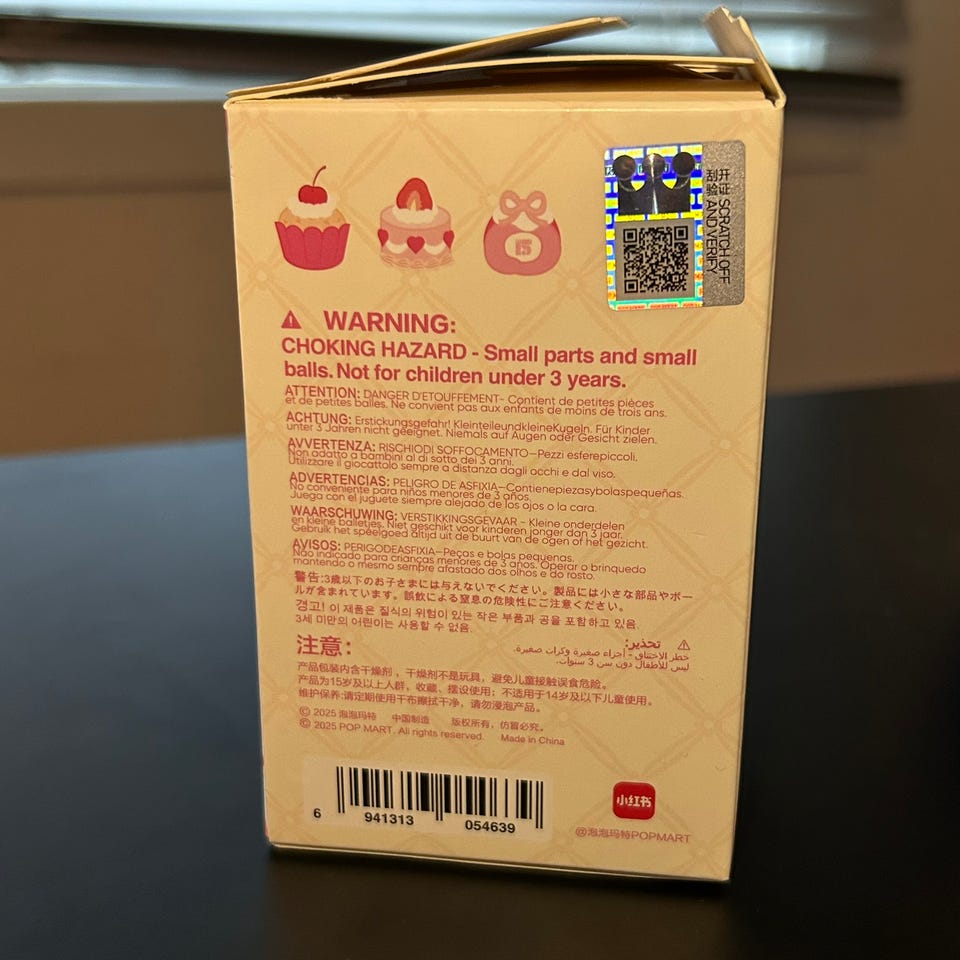 15
开证 SCRATCH OFF
刮验 AND VERIFY
WARNING:
CHOKING HAZARD - Small parts and small
balls. Not for children under 3 years.
ATTENTION: DANGER D'ETOUFFEMENT- Contient de petites pièces
et de petites balles. Ne convient pas aux enfants de moins de trois ans.
ACHTUNG: Erstickungsgefahr! KleinteileundkleineKugeln. Für Kinder
unter 3 Jahren nicht geeignet. Niemals auf Augen oder Gesicht zielen.
AVVERTENZA: RISCHIODI SOFFOCAMENTO—Pezzi esferepiccoli.
Non adatto a bambini al di sotto dei 3 anni.
Utilizzare il giocattolo sempre a distanza dagli occhi e dal viso.
ADVERTENCIAS: PELIGRO DE ASFIXIA—Contienepiezasybolaspequeñas.
No conveniente para niños menores de 3 años.
Juega con el juguete siempre alejado de los ojos o la cara.
WAARSCHUWING: VERSTIKKINGSGEVAAR - Kleine onderdelen
en kleine balletjes. Niet geschikt voor kinderen jonger dan 3 jaar.
Gebruik het speelgoed altijd uit de buurt van de ogen of het gezicht.
AVISOS: PERIGODEASFIXIA—Peças e bolas pequenas.
Não indicado para crianças menores de 3 anos. Operar o brinquedo
mantendo o mesmo sempre afastado dos olhos e do rosto.
警告:3歳以下のお子さまには与えないでください。製品には小さな部品やボー
ルが含まれています。誤飲による窒息の危険性にご注意ください。
경고! 이 제품은 질식의 위험이 있는 작은 부품과 공을 포함하고 있음.
3세 미만의 어린이는 사용할 수 없음.
تحذير:
خطر الاختناق - أجزاء صغيرة وكرات صغيرة.
ليس للأطفال دون سن 3 سنوات.
注意:
产品包装内含干燥剂，干燥剂不是玩具，避免儿童接触误食危险。
产品为15岁及以上人群，收藏、摆设使用；不适用于14岁及以下儿童使用。
维护保养:请定期使用干布擦拭干净，请勿浸泡产品。
© 2025 泡泡玛特 中国制造 版权所有，仿冒必究。
© 2025 POP MART. All rights reserved. Made in China
6 941313 054639
小红书
@泡泡玛特POPMART